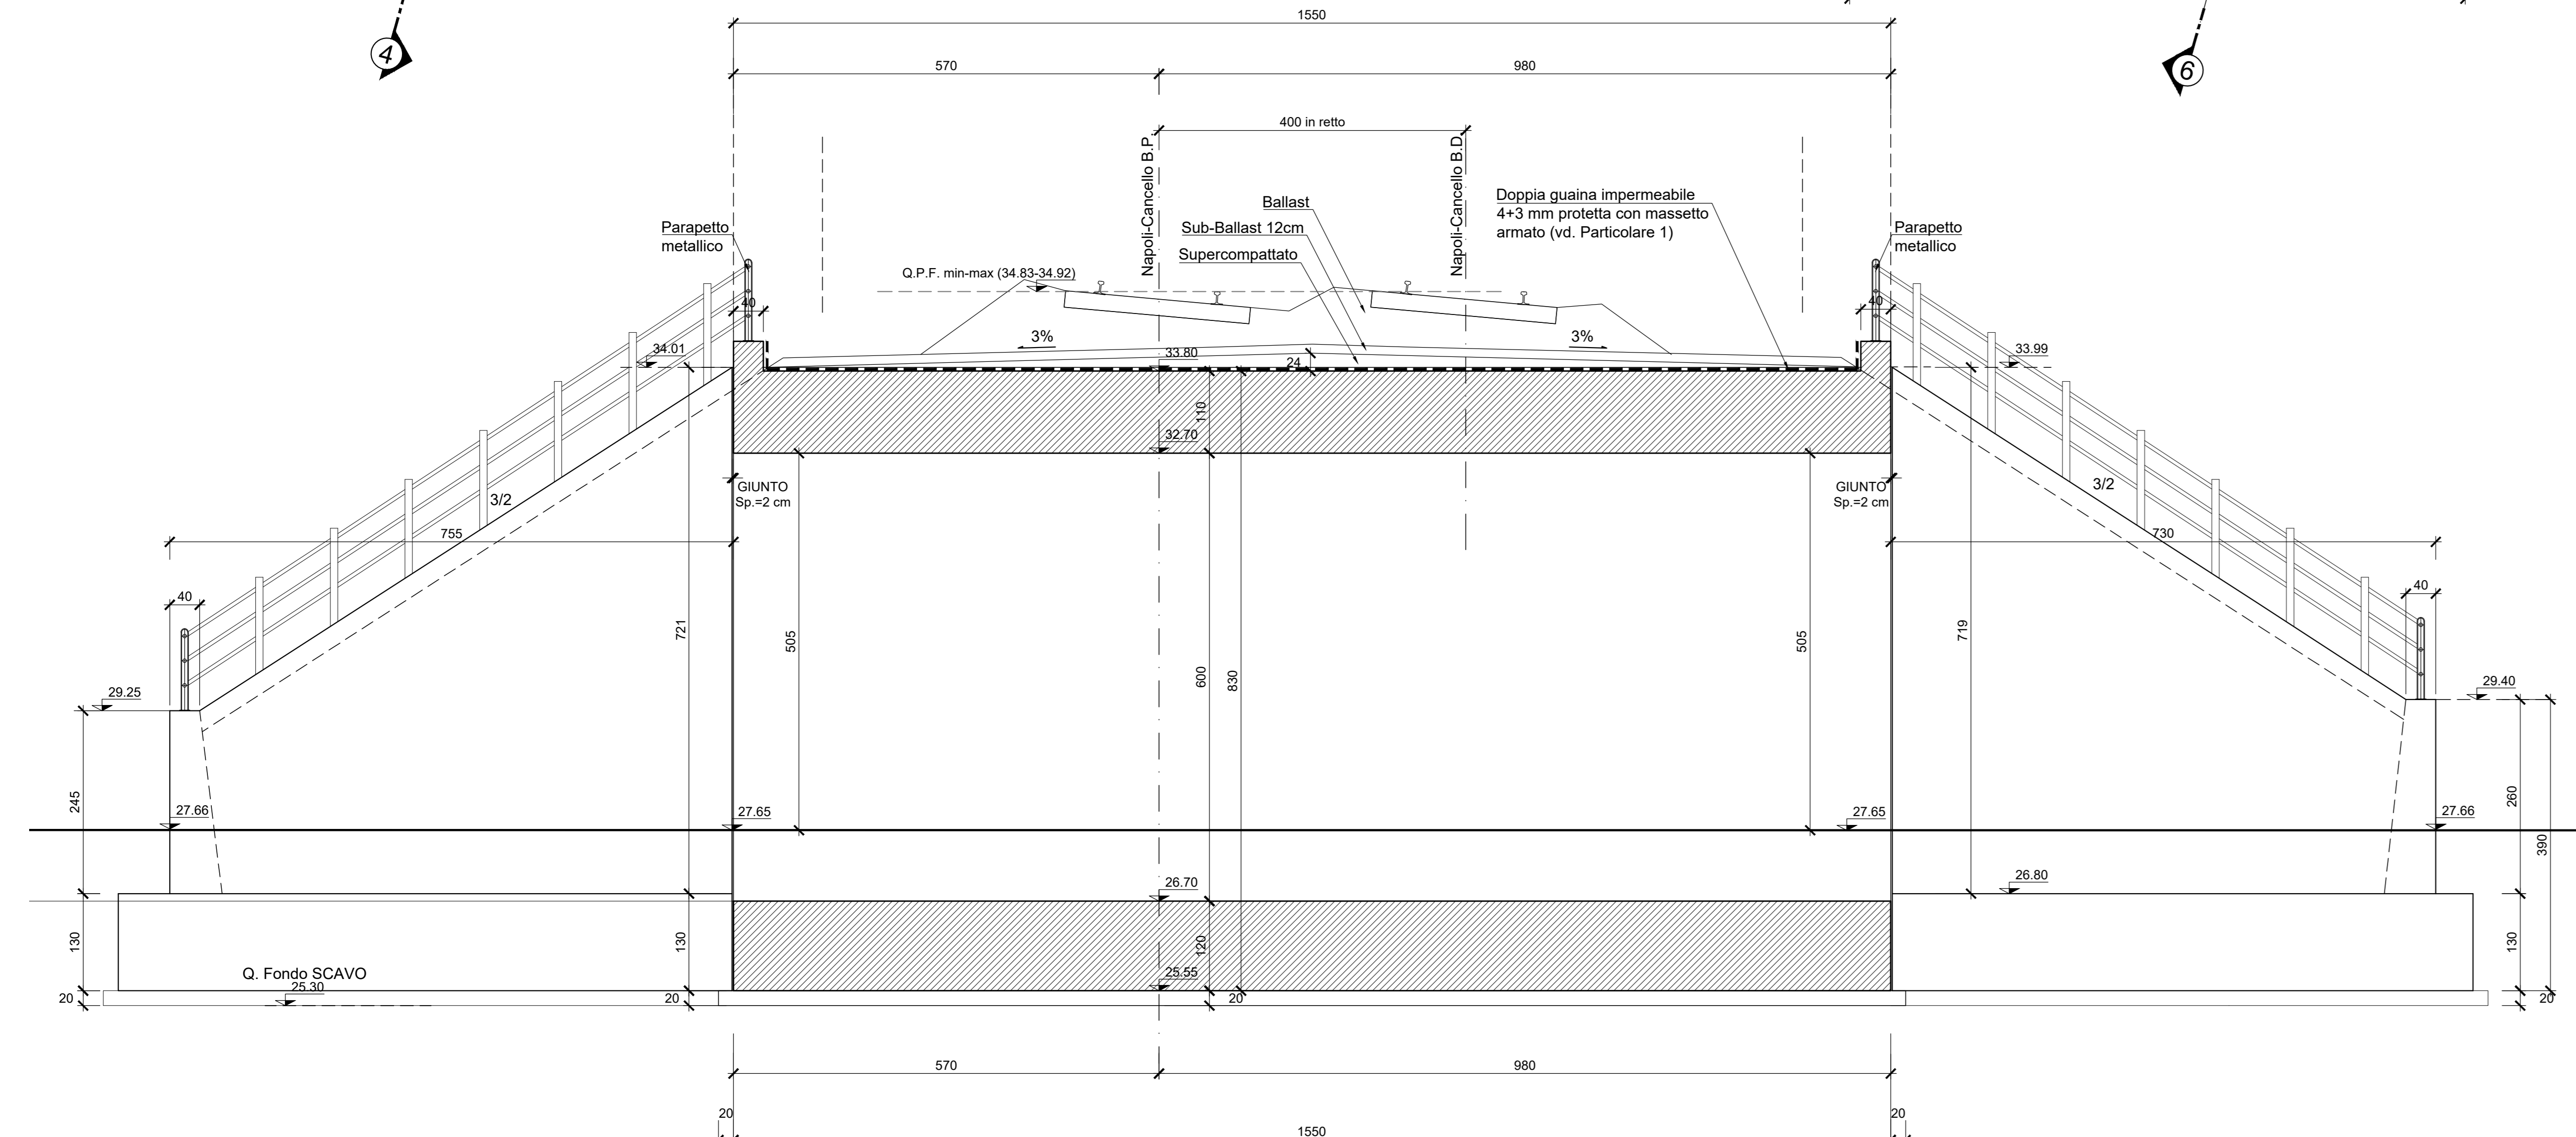 1550
4
6
570
980
400 in retto
Napoli-Cancello B.P.
Napoli-Cancello B.D.
Doppia guaina impermeabile
4+3 mm protetta con massetto
armato (vd. Particolare 1)
Ballast
Sub-Ballast 12cm
Supercompattato
Parapetto
metallico
Parapetto
metallico
Q.P.F. min-max (34.83-34.92)
40
40
3%
3%
34.01
33.80
33.99
24
110
32.70
GIUNTO
Sp.=2 cm
GIUNTO
Sp.=2 cm
3/2
3/2
755
730
40
40
721
505
600
830
505
719
29.25
29.40
245
27.66
27.65
27.65
27.66
260
390
26.70
26.80
130
130
120
130
Q. Fondo SCAVO
25.30
25.55
20
20
20
20
570
980
20
20
1550